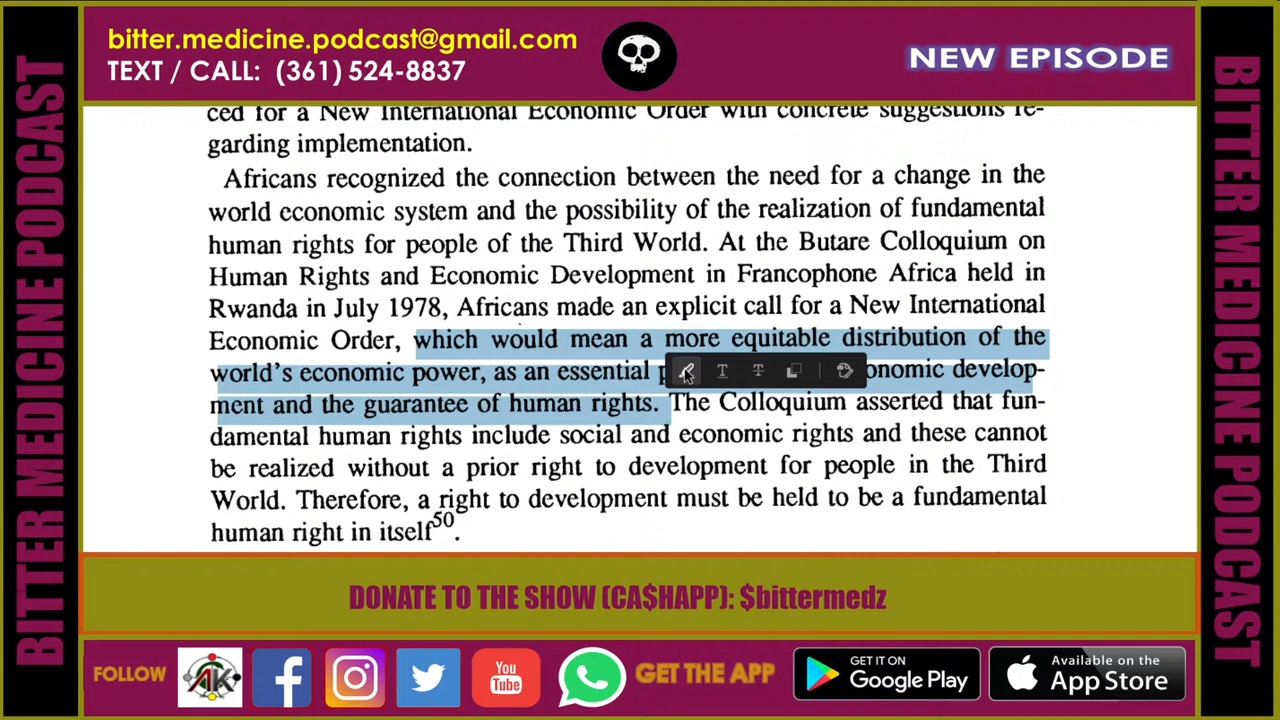 bitter.medicine.podcast@gmail.com
TEXT / CALL: (361) 524-8837
NEW EPISODE
BITTER MEDICINE PODCAST
ced for a New International Economic Order with concrete suggestions re-
garding implementation.
Africans recognized the connection between the need for a change in the
world economic system and the possibility of the realization of fundamental
human rights for people of the Third World. At the Butare Colloquium on
Human Rights and Economic Development in Francophone Africa held in
Rwanda in July 1978, Africans made an explicit call for a New International
Economic Order, which would mean a more equitable distribution of the
world's economic power, as an essential develop-
ment and the guarantee of human rights. The Colloquium asserted that fun-
damental human rights include social and economic rights and these cannot
be realized without a prior right to development for people in the Third
World. Therefore, a right to development must be held to be a fundamental
human right in itself50.
BITTER MEDICINE PODCAST
DONATE TO THE SHOW (CA$HAPP): $bittermedz
FOLLOW
You
Tube
GET THE APP
GET IT ON
Google Play
Available on the
App Store